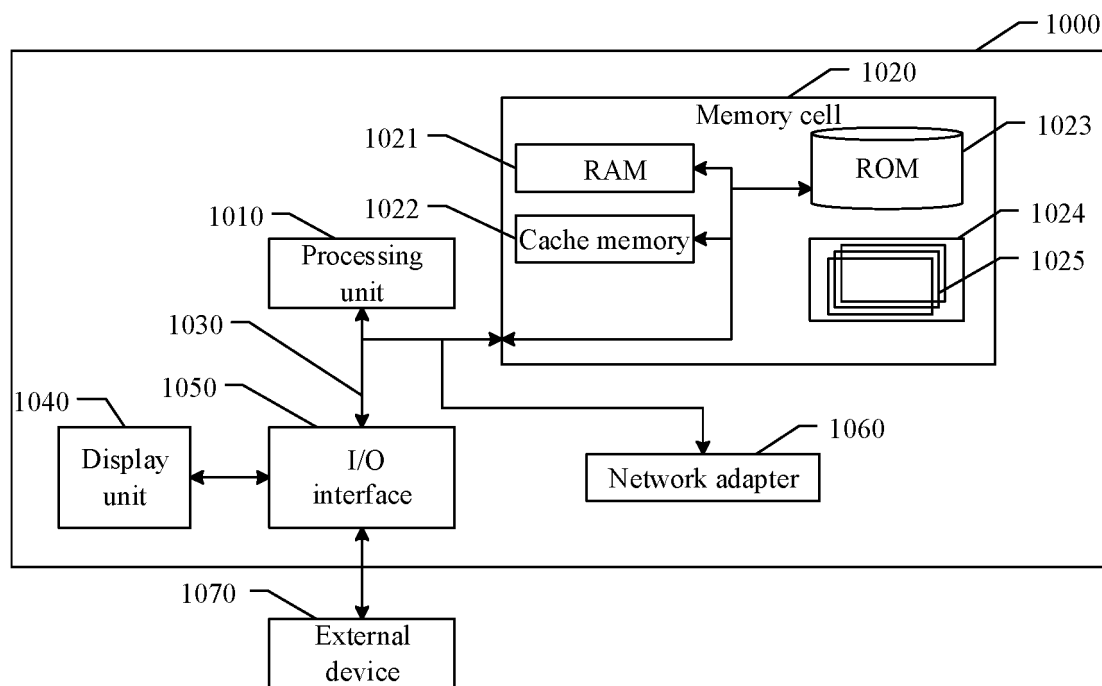 1000
1020
Memory cell
1021
RAM
1023
ROM
1022
Cache memory
1010
Processing
unit
1024
1025
1030
1050
1040
Display
unit
I/O
interface
1060
Network adapter
1070
External
device